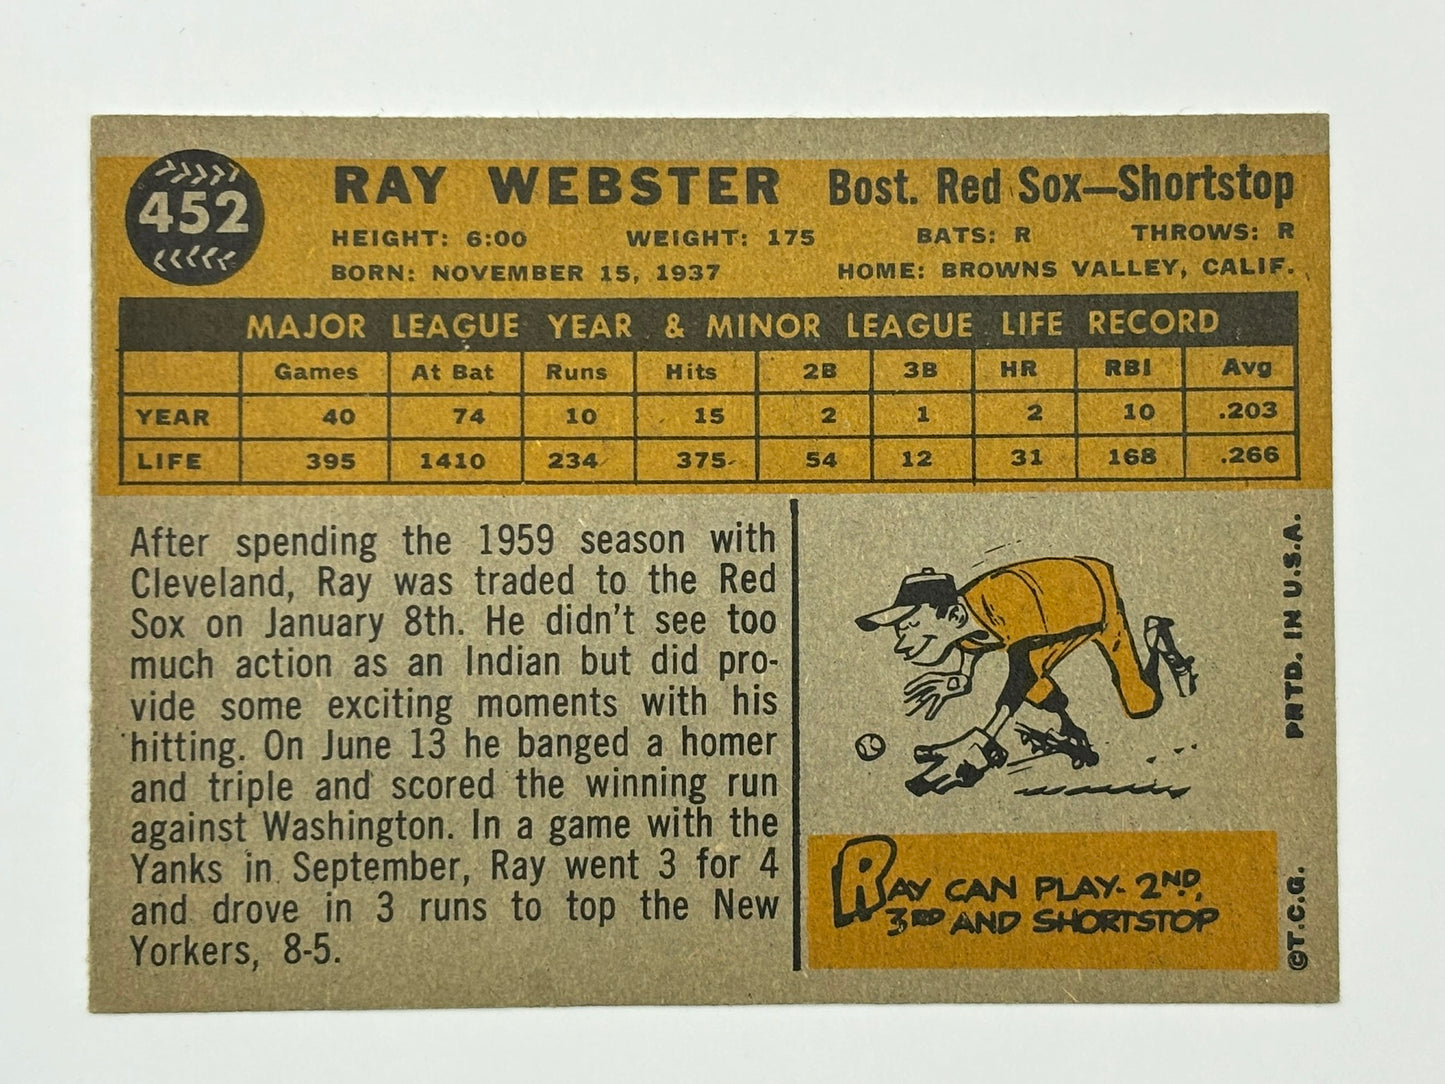 452
RAY WEBSTER Bost. Red Sox—Shortstop
HEIGHT: 6:00 WEIGHT: 175 BATS: R THROWS: R
BORN: NOVEMBER 15, 1937 HOME: BROWNS VALLEY, CALIF.
MAJOR LEAGUE YEAR & MINOR LEAGUE LIFE RECORD
Games At Bat Runs Hits 2B 3B HR RBI Avg
YEAR 40 74 10 15 2 1 2 10 .203
LIFE 395 1410 234 375 54 12 31 168 .266
After spending the 1959 season with
Cleveland, Ray was traded to the Red
Sox on January 8th. He didn't see too
much action as an Indian but did pro-
vide some exciting moments with his
hitting. On June 13 he banged a homer
and triple and scored the winning run
against Washington. In a game with the
Yanks in September, Ray went 3 for 4
and drove in 3 runs to top the New
Yorkers, 8-5.
RAY CAN PLAY 2ND,
3RD AND SHORTSTOP
©T.C.G. PRTD. IN U.S.A.